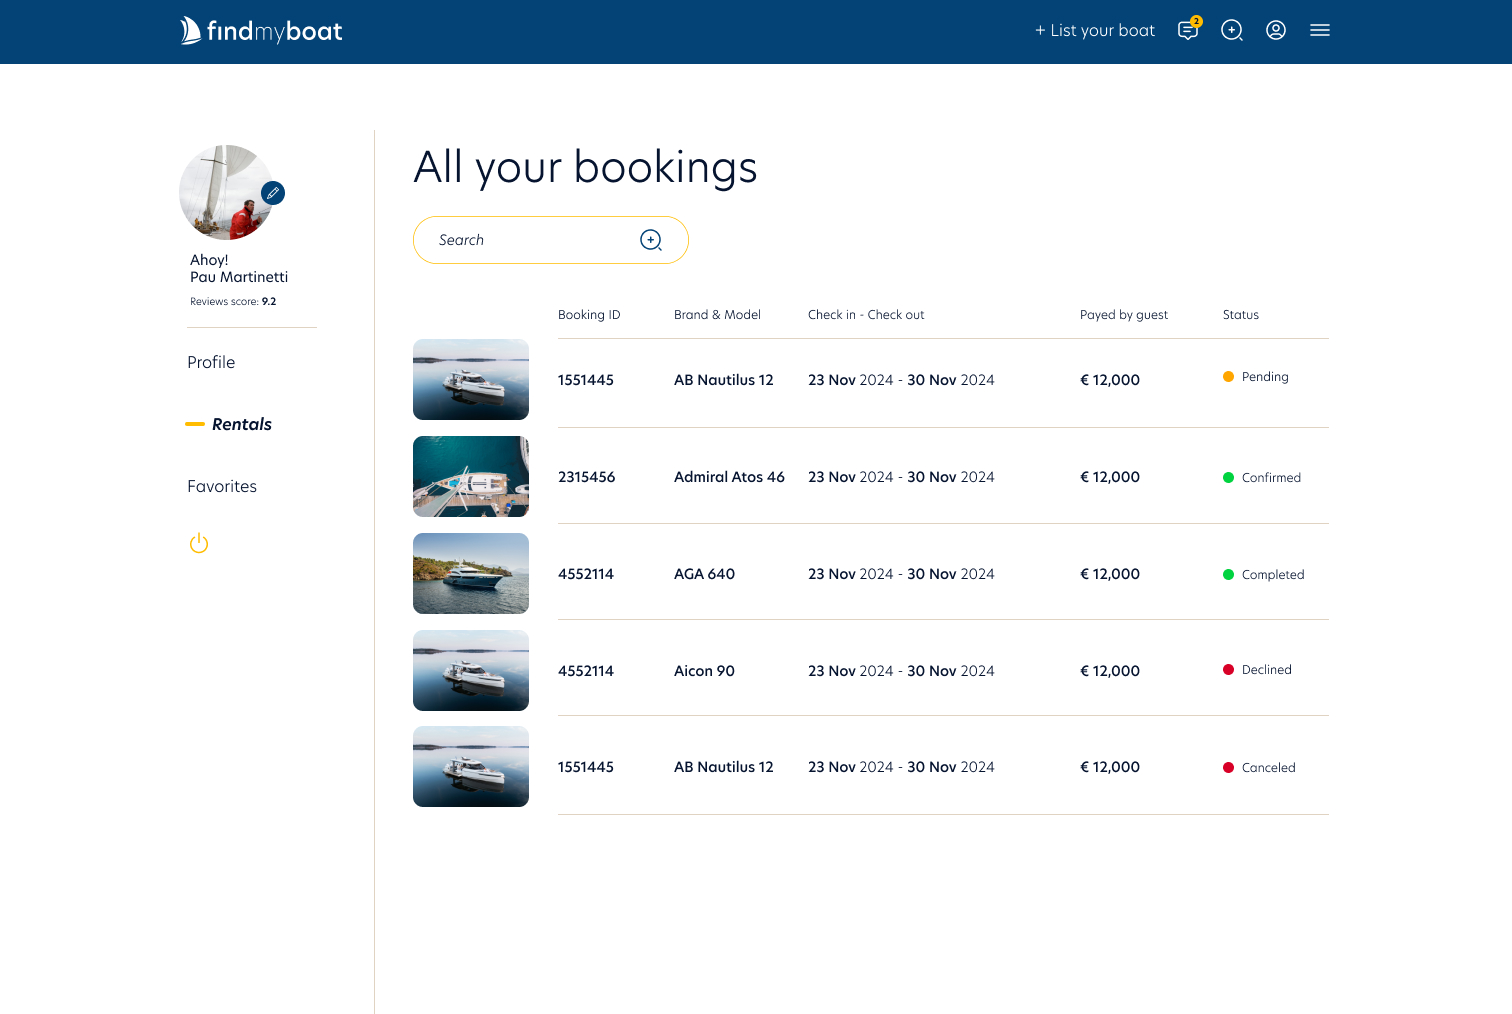 findmyboat
+ List your boat
2
Ahoy!
Pau Martinetti
Reviews score: 9.2
Profile
Rentals
Favorites
All your bookings
Search
Booking ID Brand & Model Check in - Check out Payed by guest Status
1551445 AB Nautilus 12 23 Nov 2024 - 30 Nov 2024 € 12,000 Pending
2315456 Admiral Atos 46 23 Nov 2024 - 30 Nov 2024 € 12,000 Confirmed
4552114 AGA 640 23 Nov 2024 - 30 Nov 2024 € 12,000 Completed
4552114 Aicon 90 23 Nov 2024 - 30 Nov 2024 € 12,000 Declined
1551445 AB Nautilus 12 23 Nov 2024 - 30 Nov 2024 € 12,000 Canceled